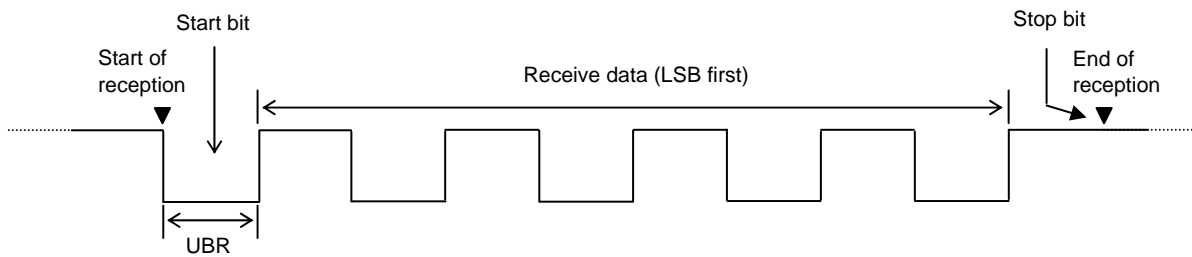 Start bit
Stop bit
Start of
reception
Receive data (LSB first)
End of
reception
UBR